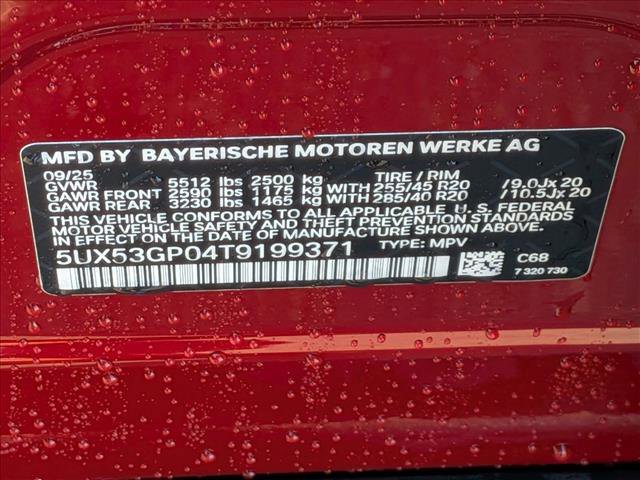 MFD BY BAYERISCHE MOTOREN WERKE AG
09/25 TIRE / RIM
GVWR 5512 lbs 2500 kg
GAWR FRONT 2590 lbs 1175 kg WITH 255/45 R20 / 9.0Jx 20
GAWR REAR 3230 lbs 1465 kg WITH 285/40 R20 / 10.5Jx 20
THIS VEHICLE CONFORMS TO ALL APPLICABLE U. S. FEDERAL
MOTOR VEHICLE SAFETY AND THEFT PREVENTION STANDARDS
IN EFFECT ON THE DATE OF MANUFACTURE SHOWN ABOVE.
5UX53GP04T9199371 TYPE: MPV
C68
7 320 730